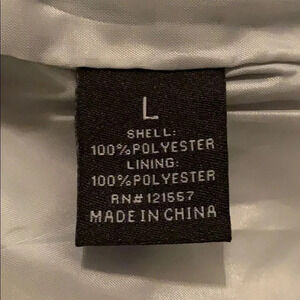 L
SHELL:
100%POLYESTER
LINING:
100%POLYESTER
RN#121557
MADE IN CHINA